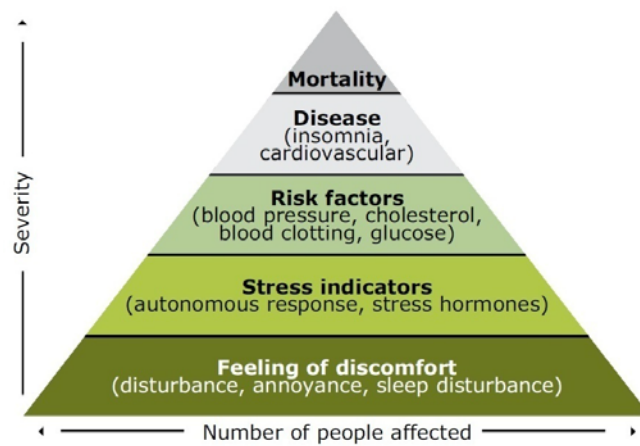 Mortality
Disease
(insomnia,
cardiovascular)
Risk factors
(blood pressure, cholesterol,
blood clotting, glucose)
Stress indicators
(autonomous response, stress hormones)
Feeling of discomfort
(disturbance, annoyance, sleep disturbance)
Severity
Number of people affected